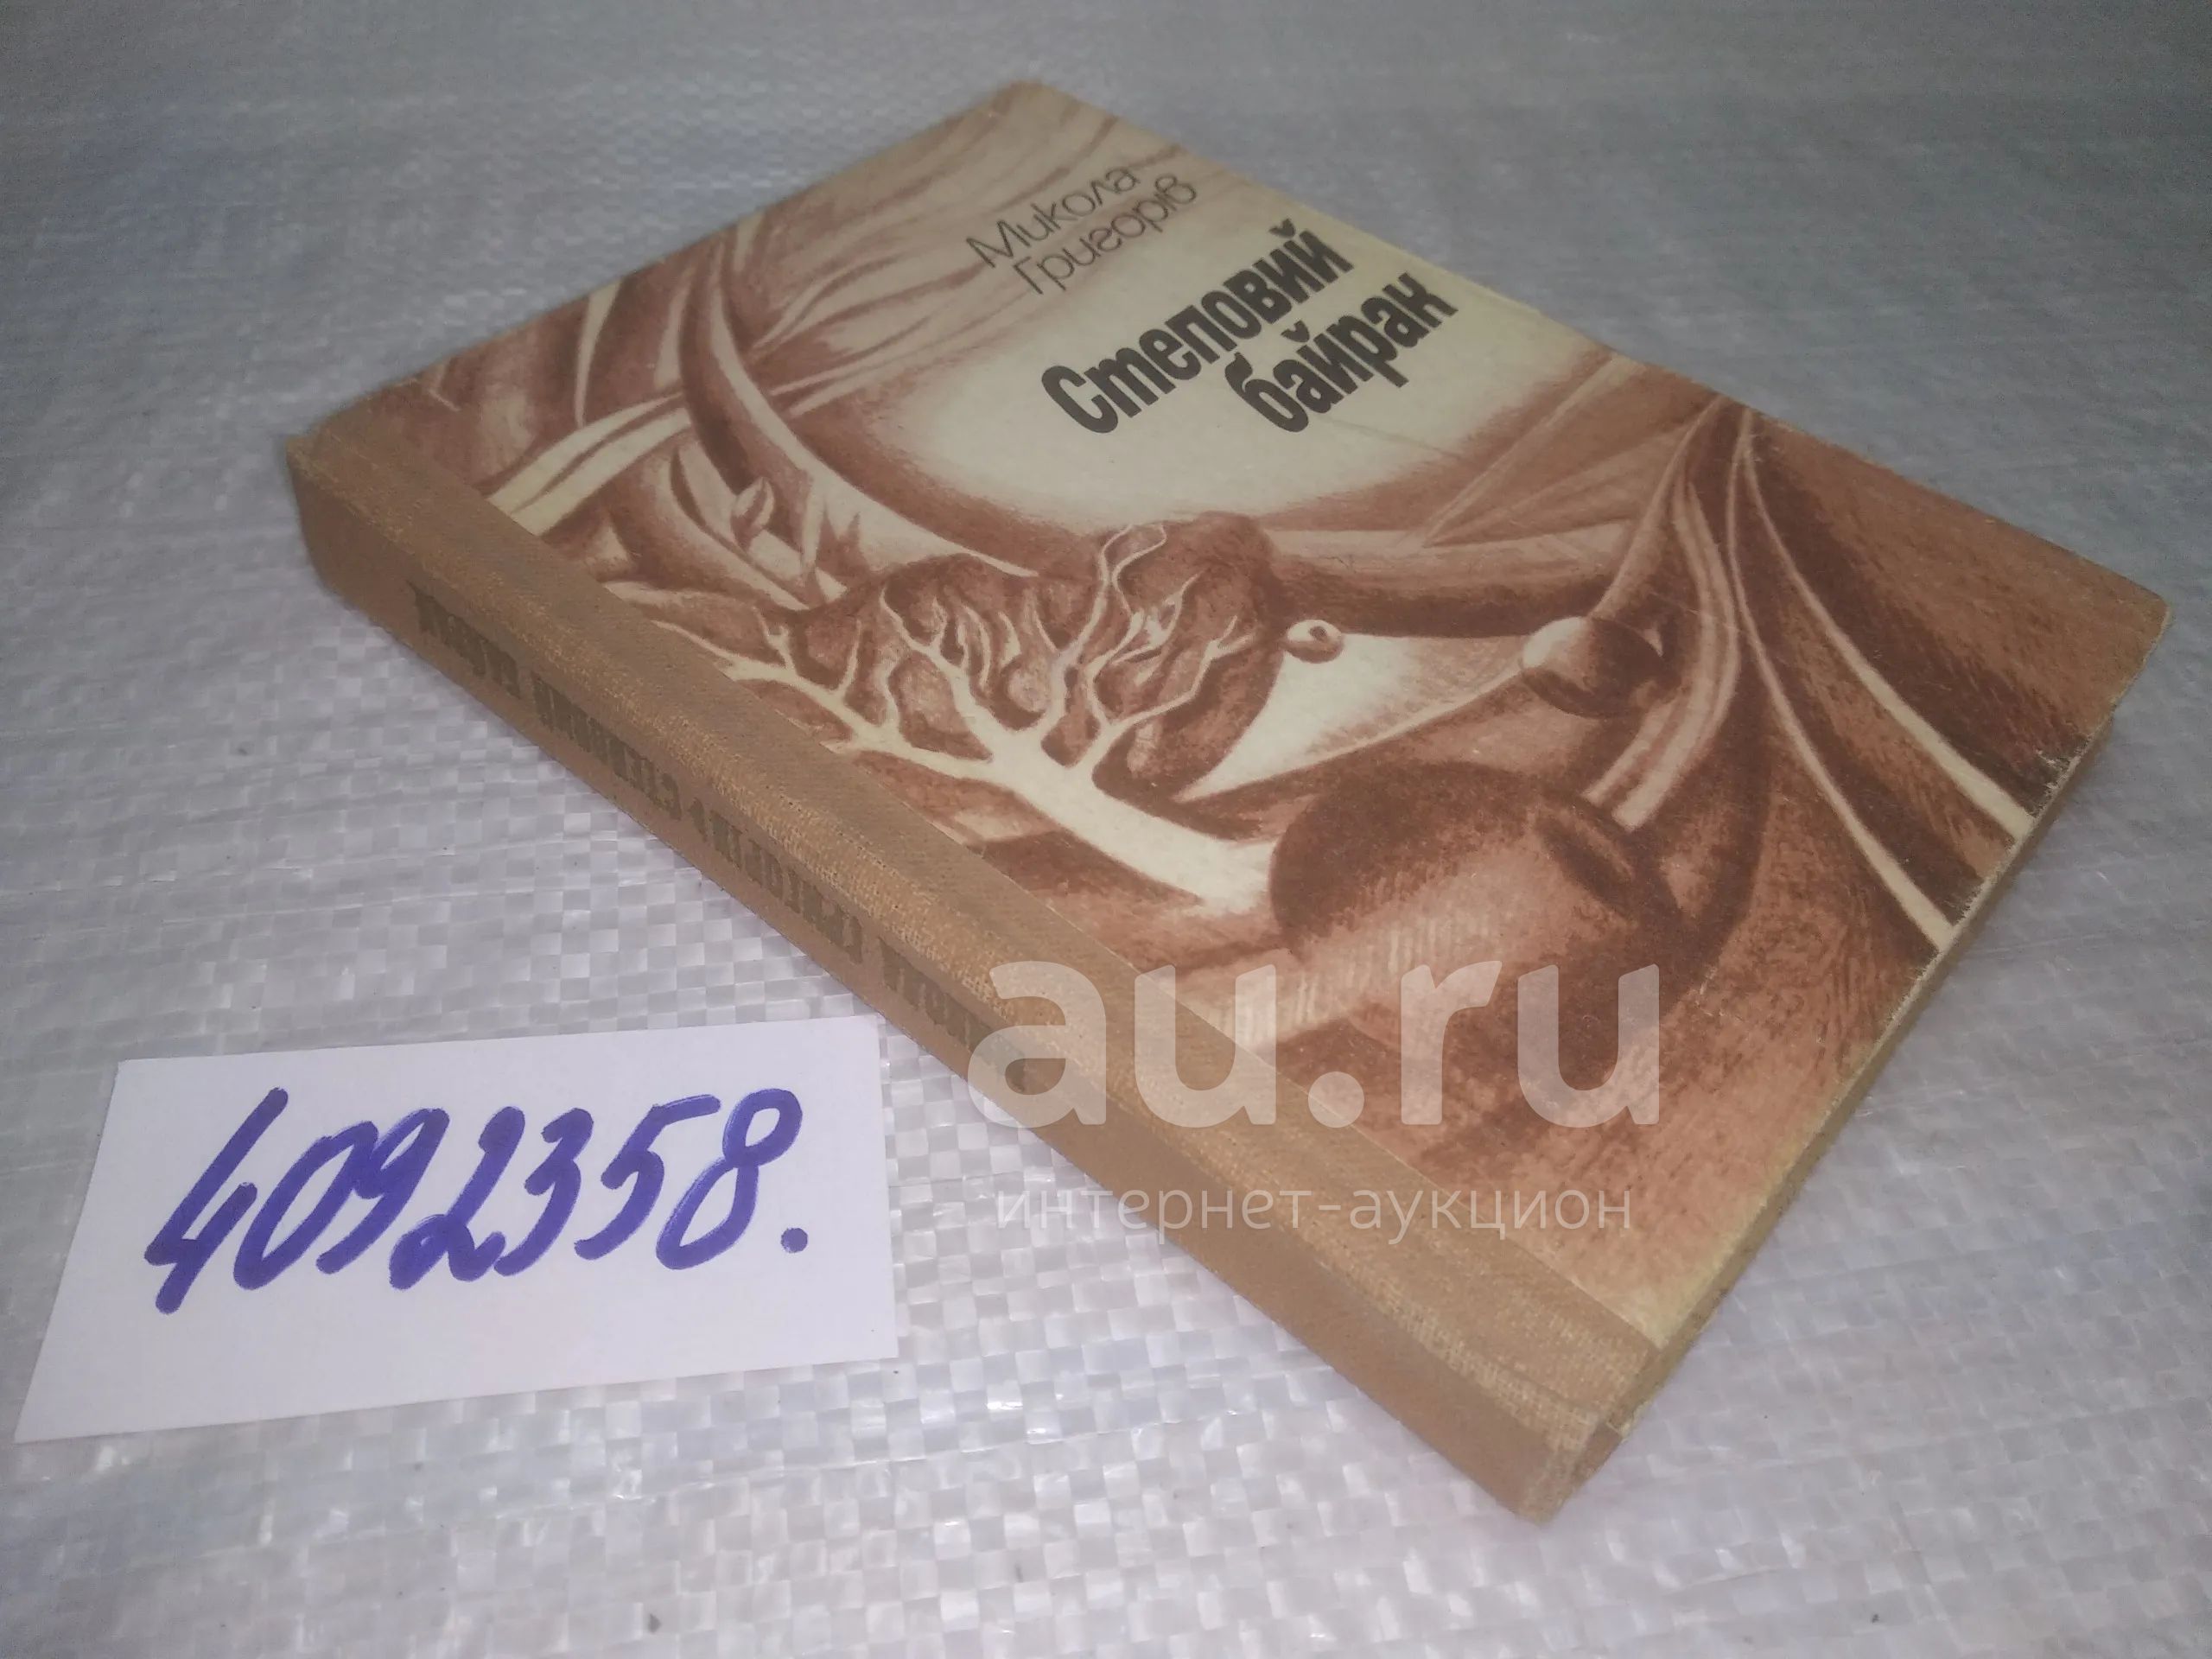 Микола
Григорів
Степовий
байрак
4092358.
au.ru
интернет-аукцион